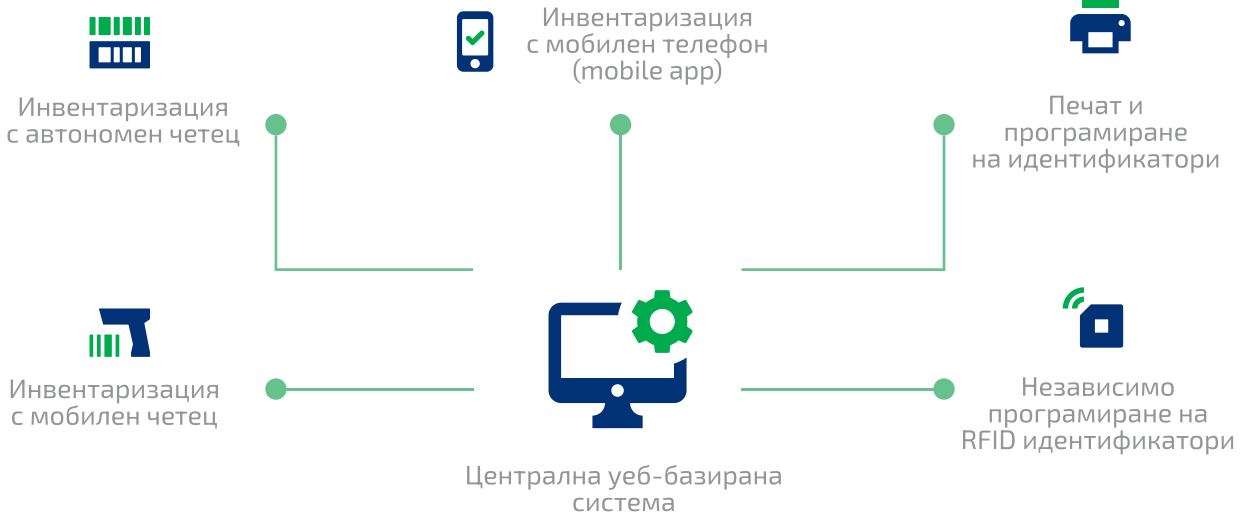 Инвентаризация
с автономен четец
Инвентаризация
с мобилен телефон
(mobile app)
Печат и
програмиране
на идентификатори
Инвентаризация
с мобилен четец
Централна уеб-базирана
система
Независимо
програмиране на
RFID идентификатори